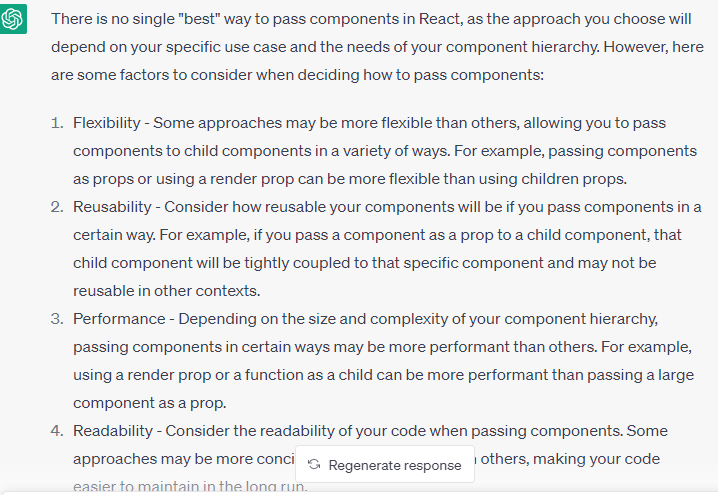 There is no single "best" way to pass components in React, as the approach you choose will
depend on your specific use case and the needs of your component hierarchy. However, here
are some factors to consider when deciding how to pass components:
1. Flexibility - Some approaches may be more flexible than others, allowing you to pass
components to child components in a variety of ways. For example, passing components
as props or using a render prop can be more flexible than using children props.
2. Reusability - Consider how reusable your components will be if you pass components in a
certain way. For example, if you pass a component as a prop to a child component, that
child component will be tightly coupled to that specific component and may not be
reusable in other contexts.
3. Performance - Depending on the size and complexity of your component hierarchy,
passing components in certain ways may be more performant than others. For example,
using a render prop or a function as a child can be more performant than passing a large
component as a prop.
4. Readability - Consider the readability of your code when passing components. Some
approaches may be more conci others, making your code
Regenerate response
easier to maintain in the long run.